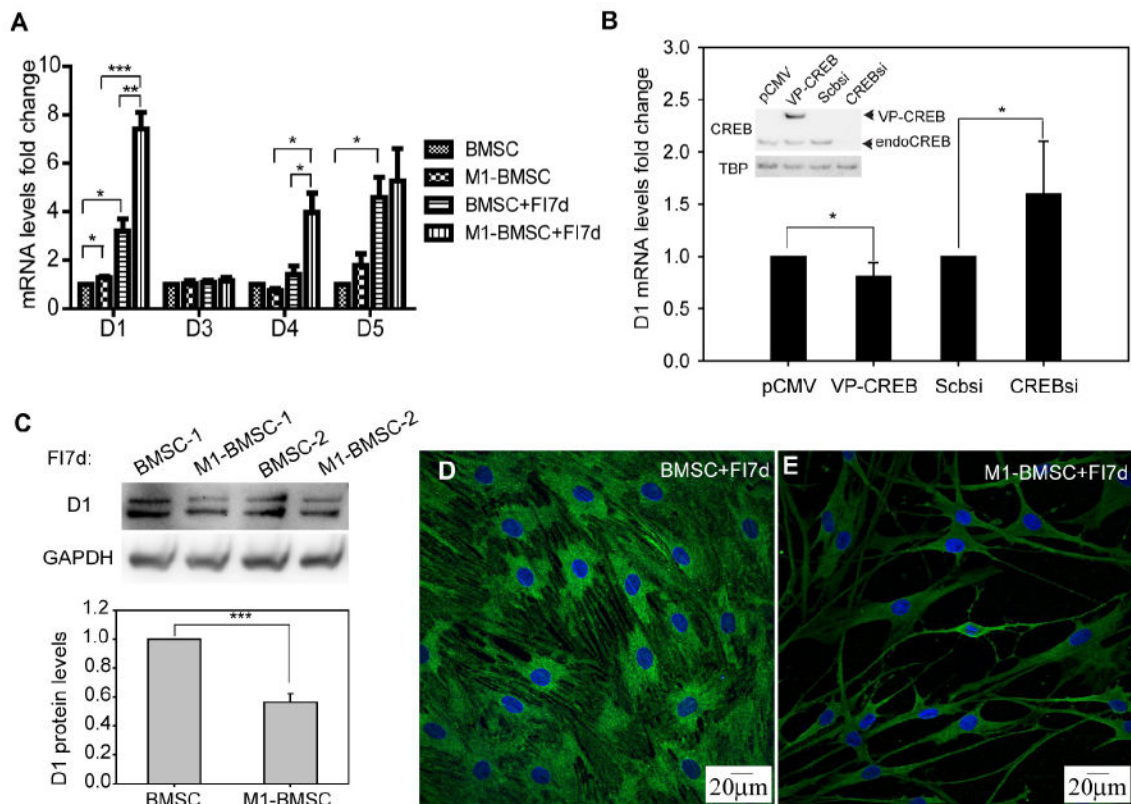 A
mRNA levels fold change
10
8
6
4
2
0
***
**
*
*
*
*
*
D1 D3 D4 D5
BMSC
M1-BMSC
BMSC+FI7d
M1-BMSC+FI7d
B
D1 mRNA levels fold change
3.0
2.5
2.0
1.5
1.0
0.5
0.0
pCMV VP-CREB Scbsi CREBsi
CREB
VP-CREB
endoCREB
TBP
*
*
pCMV VP-CREB Scbsi CREBsi
C
FI7d: BMSC-1 M1-BMSC-1 BMSC-2 M1-BMSC-2
D1
GAPDH
D1 protein levels
1.2
1.0
0.8
0.6
0.4
0.2
0.0
***
BMSC M1-BMSC
D BMSC+FI7d
20μm
E M1-BMSC+FI7d
20μm